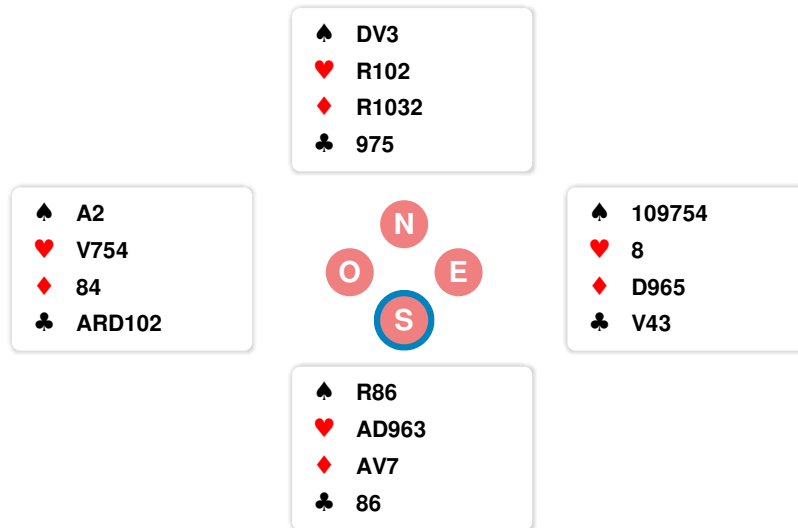 ♠ DV3
♥ R102
♦ R1032
♣ 975
♠ A2
♥ V754
♦ 84
♣ ARD102
N
O E
S
♠ 109754
♥ 8
♦ D965
♣ V43
♠ R86
♥ AD963
♦ AV7
♣ 86